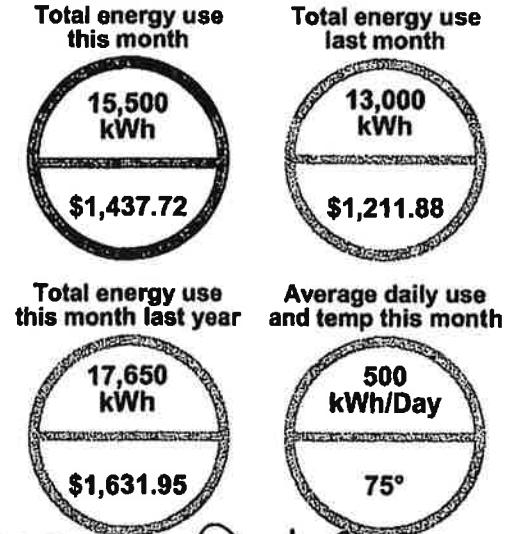 Total energy use
this month
15,500
kWh
$1,437.72
Total energy use
last month
13,000
kWh
$1,211.88
Total energy use
this month last year
17,650
kWh
$1,631.95
Average daily use
and temp this month
500
kWh/Day
75°